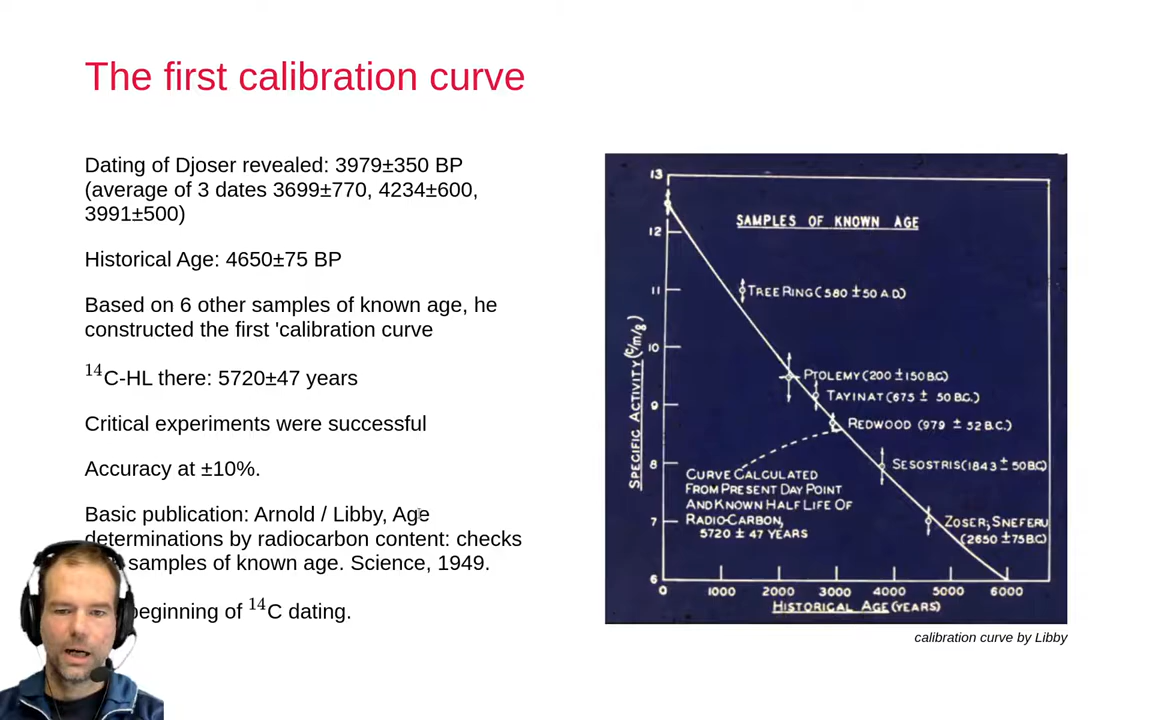 The first calibration curve
Dating of Djoser revealed: 3979±350 BP
(average of 3 dates 3699±770, 4234±600,
3991±500)
Historical Age: 4650±75 BP
Based on 6 other samples of known age, he
constructed the first 'calibration curve
¹⁴C-HL there: 5720±47 years
Critical experiments were successful
Accuracy at ±10%.
Basic publication: Arnold / Libby, Age
determinations by radiocarbon content: checks
samples of known age. Science, 1949.
beginning of ¹⁴C dating.
13
SAMPLES OF KNOWN AGE
12
11
TREE RING (580 ± 50 A.D.)
10
PTOLEMY (200 ± 150 B.C.)
TAYINAT (675 ± 50 B.C.)
9
REDWOOD (979 ± 52 B.C.)
SPECIFIC ACTIVITY (C/m/g)
8
SESOSTRIS (1843 ± 50 B.C)
CURVE CALCULATED
FROM PRESENT DAY POINT
AND KNOWN HALF LIFE OF
RADIO-CARBON,
5720 ± 47 YEARS
7
ZOSER; SNEFERU
(2650 ± 75 B.C)
6
0 1000 2000 3000 4000 5000 6000
HISTORICAL AGE (YEARS)
calibration curve by Libby